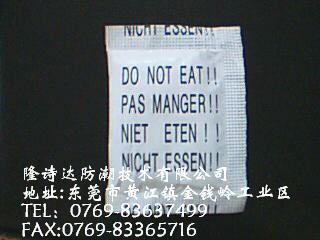 NICHT ESSEN!!
DO NOT EAT!!
PAS MANGER!!
NIET ETEN!!
NICHT ESSEN!!
隆诗达防潮技术有限公司
地址:东莞市黄江镇金钱岭工业区
TEL: 0769-83637499
FAX:0769-83365716